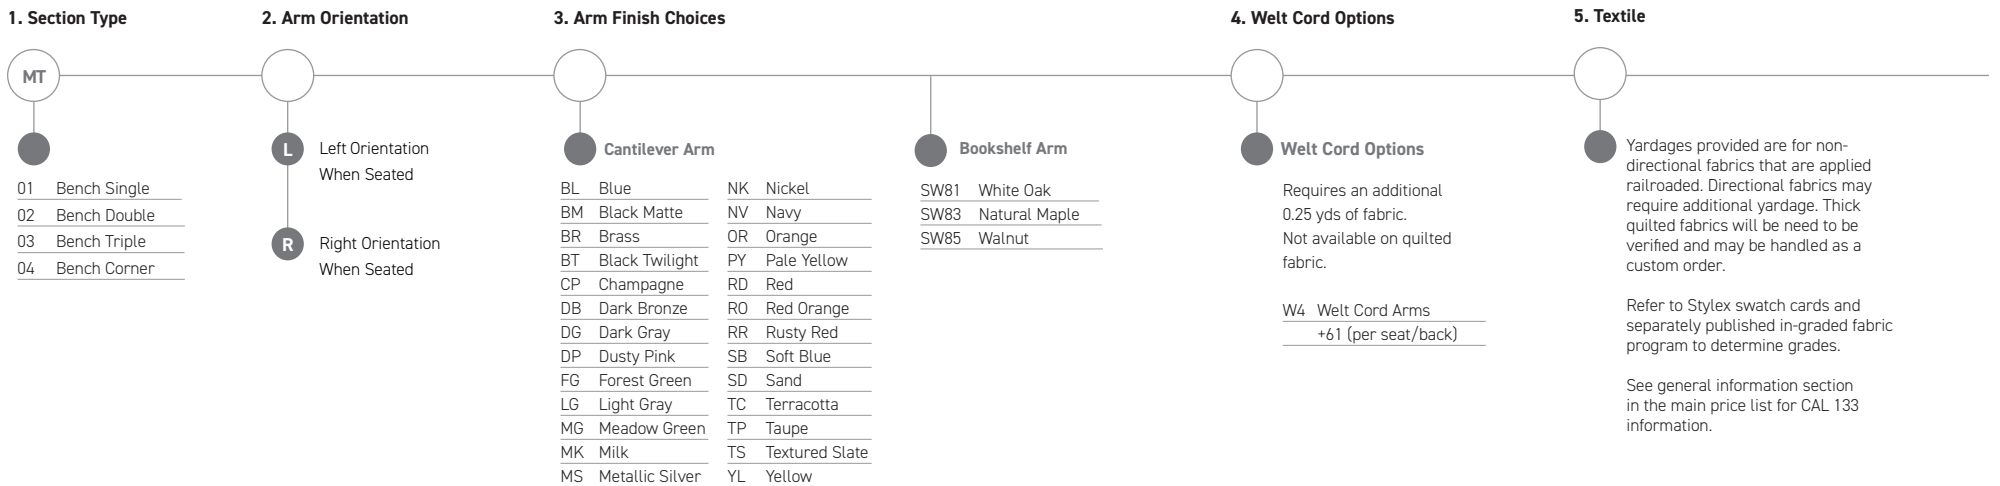 1. Section Type
MT
01 Bench Single
02 Bench Double
03 Bench Triple
04 Bench Corner
2. Arm Orientation
L Left Orientation
When Seated
R Right Orientation
When Seated
3. Arm Finish Choices
Cantilever Arm
BL Blue
BM Black Matte
BR Brass
BT Black Twilight
CP Champagne
DB Dark Bronze
DG Dark Gray
DP Dusty Pink
FG Forest Green
LG Light Gray
MG Meadow Green
MK Milk
MS Metallic Silver
NK Nickel
NV Navy
OR Orange
PY Pale Yellow
RD Red
RO Red Orange
RR Rusty Red
SB Soft Blue
SD Sand
TC Terracotta
TP Taupe
TS Textured Slate
YL Yellow
Bookshelf Arm
SW81 White Oak
SW83 Natural Maple
SW85 Walnut
4. Welt Cord Options
Welt Cord Options
Requires an additional
0.25 yds of fabric.
Not available on quilted
fabric.
W4 Welt Cord Arms
+61 (per seat/back)
5. Textile
Yardages provided are for non-
directional fabrics that are applied
railroaded. Directional fabrics may
require additional yardage. Thick
quilted fabrics will be need to be
verified and may be handled as a
custom order.
Refer to Stylex swatch cards and
separately published in-graded fabric
program to determine grades.
See general information section
in the main price list for CAL 133
information.